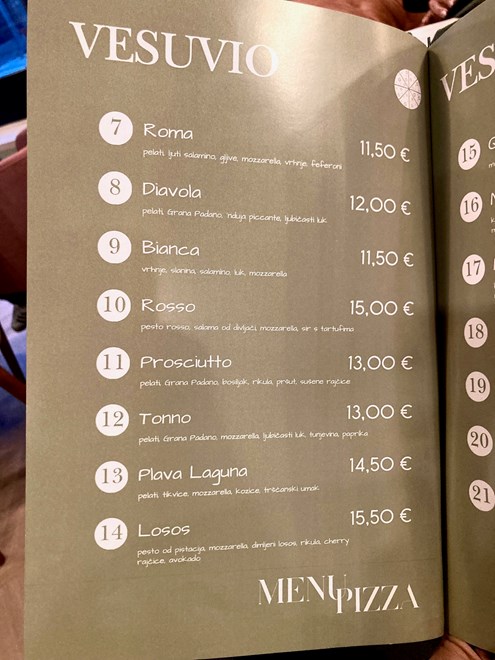 VESUVIO
7 Roma 11,50 €
pelati, ljuti salamino, gljive, mozzarella, vrhnje, feferoni
8 Diavola 12,00 €
pelati, Grana Padano, 'nduja piccante, ljubičasti luk
9 Bianca 11,50 €
vrhnje, slanina, salamino, luk, mozzarella
10 Rosso 15,00 €
pesto rosso, salama od divljači, mozzarella, sir s tartufima
11 Prosciutto 13,00 €
pelati, Grana Padano, bosiljak, rikula, pršut, sušene rajčice
12 Tonno 13,00 €
pelati, Grana Padano, mozzarella, ljubičasti luk, tunjevina, paprika
13 Plava Laguna 14,50 €
pelati, tikvice, mozzarella, kozice, tršćanski umak
14 Losos 15,50 €
pesto od pistacija, mozzarella, dimljeni losos, rikula, cherry
rajčice, avokado
MENU
PIZZA
VES
15
16
17
18
19
20
21